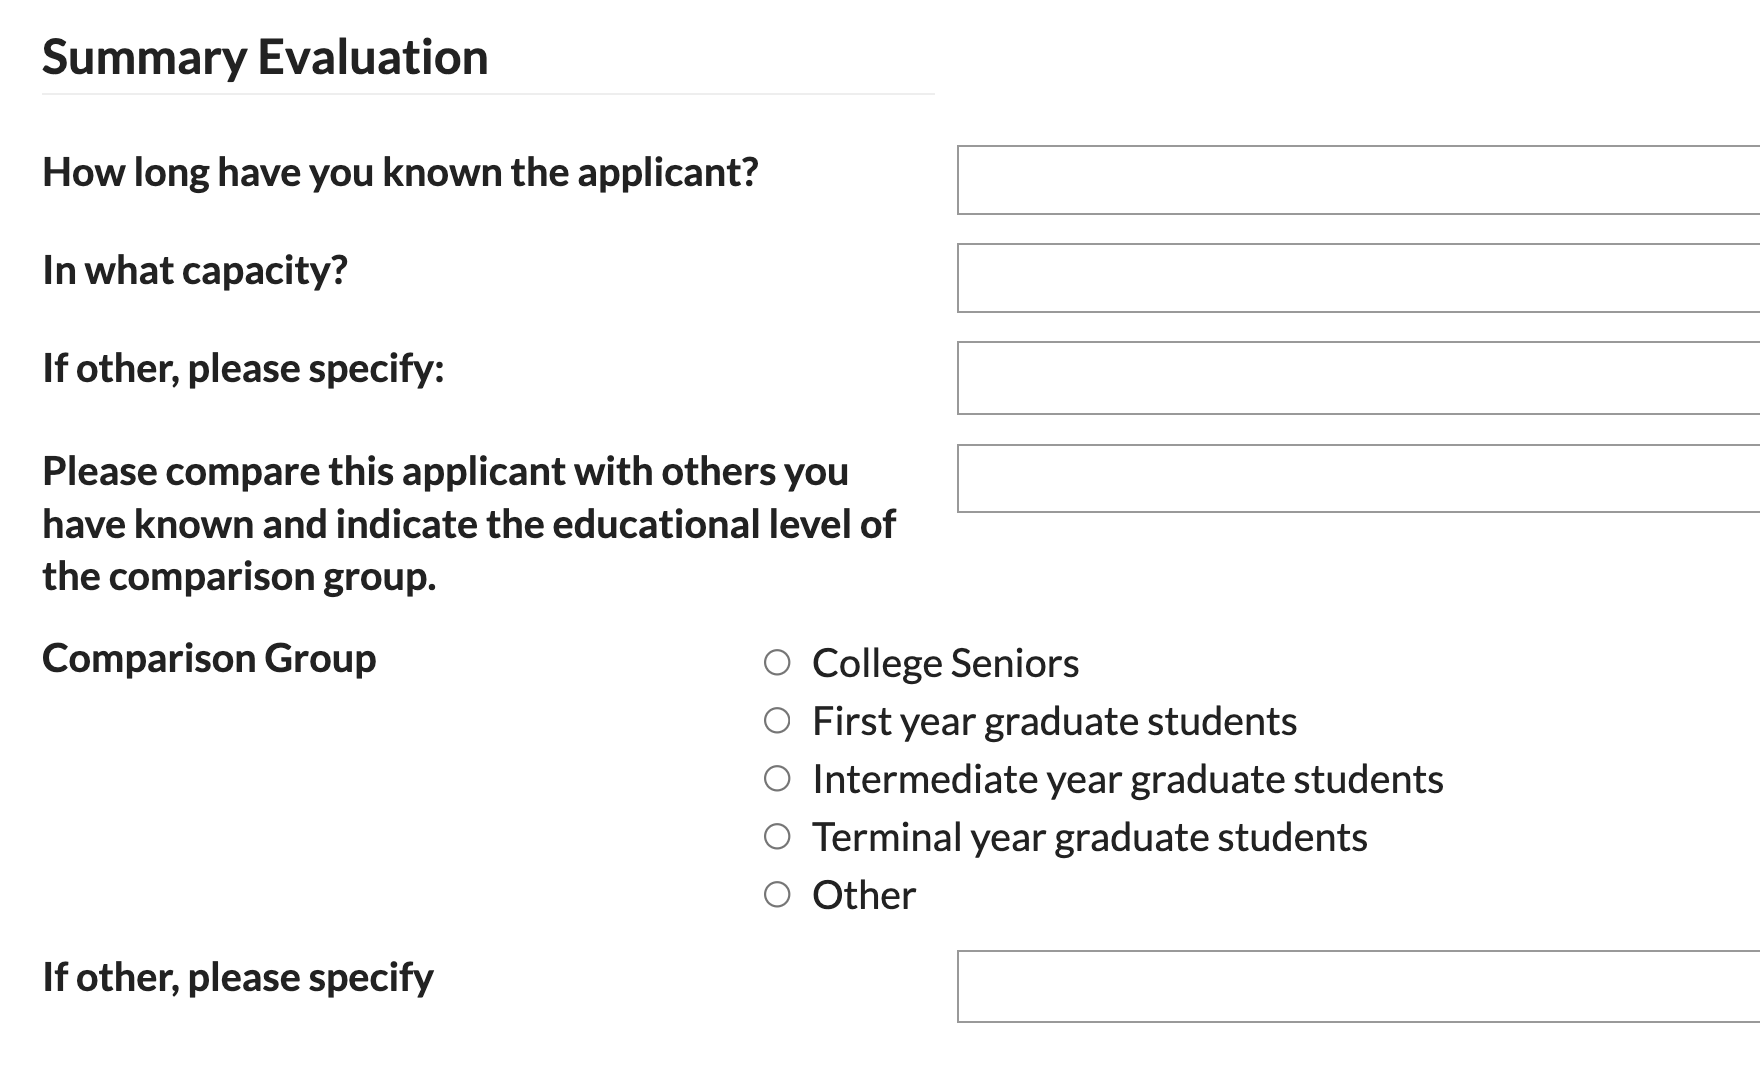 Summary Evaluation
How long have you known the applicant?
In what capacity?
If other, please specify:
Please compare this applicant with others you
have known and indicate the educational level of
the comparison group.
Comparison Group
College Seniors
First year graduate students
Intermediate year graduate students
Terminal year graduate students
Other
If other, please specify